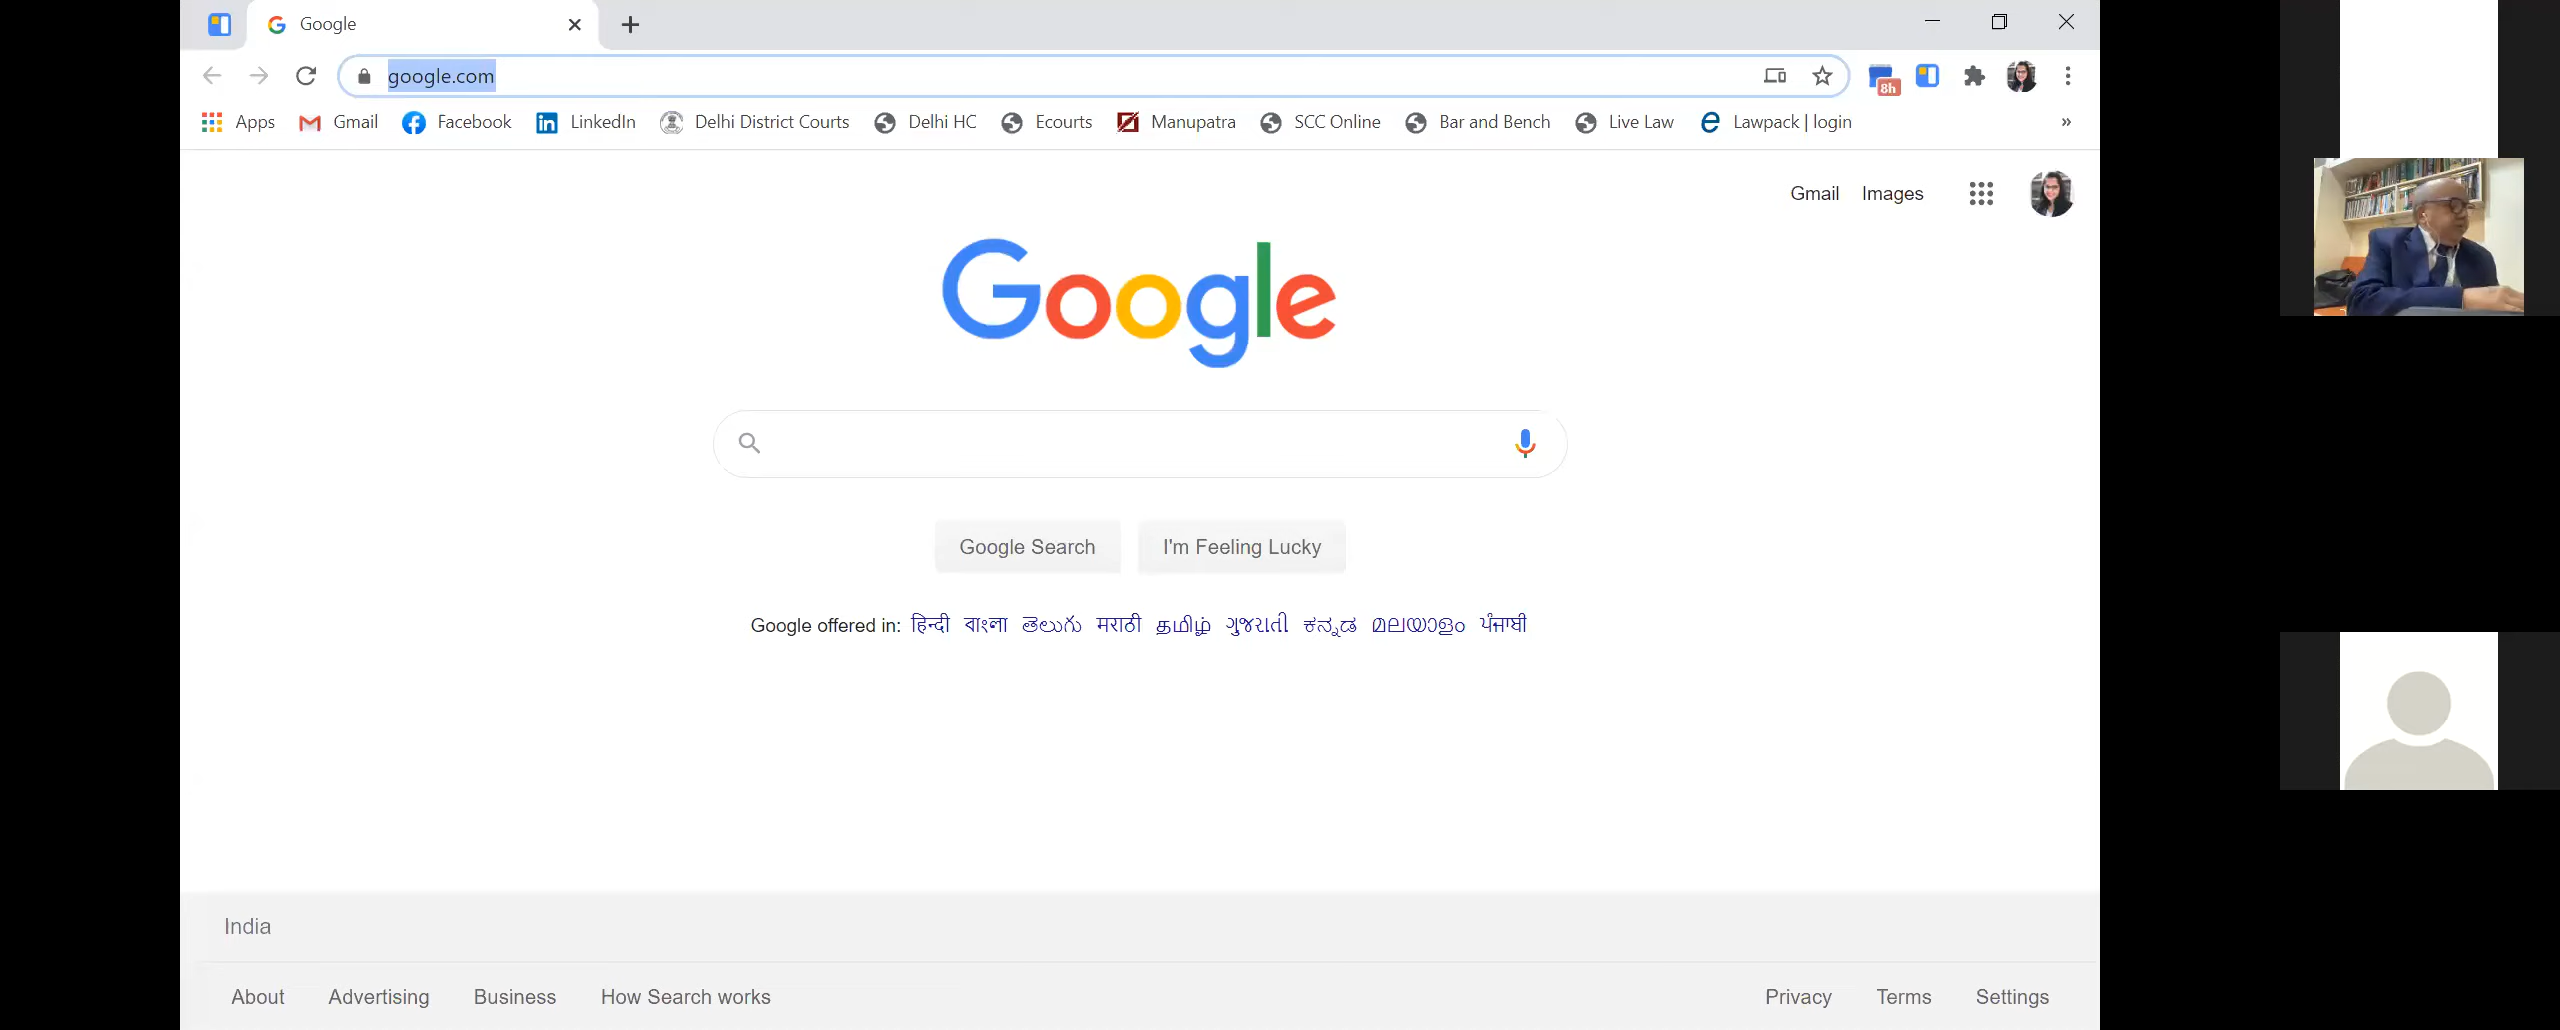 Google
google.com
8h
Apps Gmail Facebook LinkedIn Delhi District Courts Delhi HC Ecourts Manupatra SCC Online Bar and Bench Live Law Lawpack | login »
Gmail Images
Google
Google Search I'm Feeling Lucky
Google offered in: हिन्दी বাংলা తెలుగు मराठी தமிழ் ગુજરાતી ಕನ್ನಡ മലയാളം ਪੰਜਾਬੀ
India
About Advertising Business How Search works Privacy Terms Settings